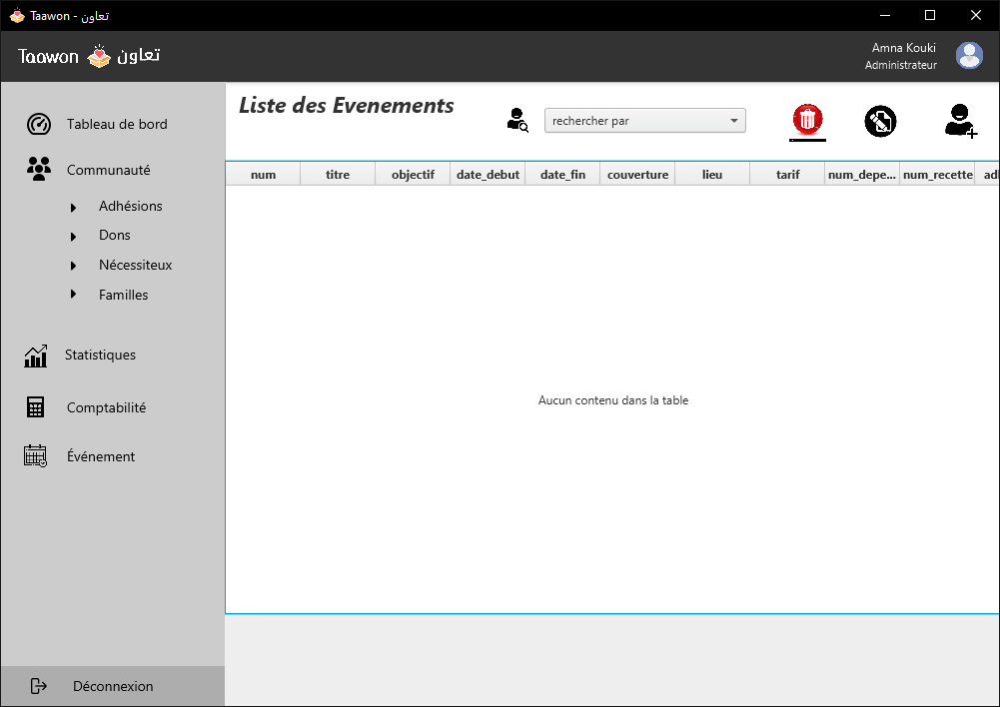 Taawon - تعاون
Taawon تعاون
Amna Kouki
Administrateur
Tableau de bord
Communauté
Adhésions
Dons
Nécessiteux
Familles
Statistiques
Comptabilité
Événement
Déconnexion
Liste des Evenements
rechercher par
num titre objectif date_debut date_fin couverture lieu tarif num_depe... num_recette
Aucun contenu dans la table